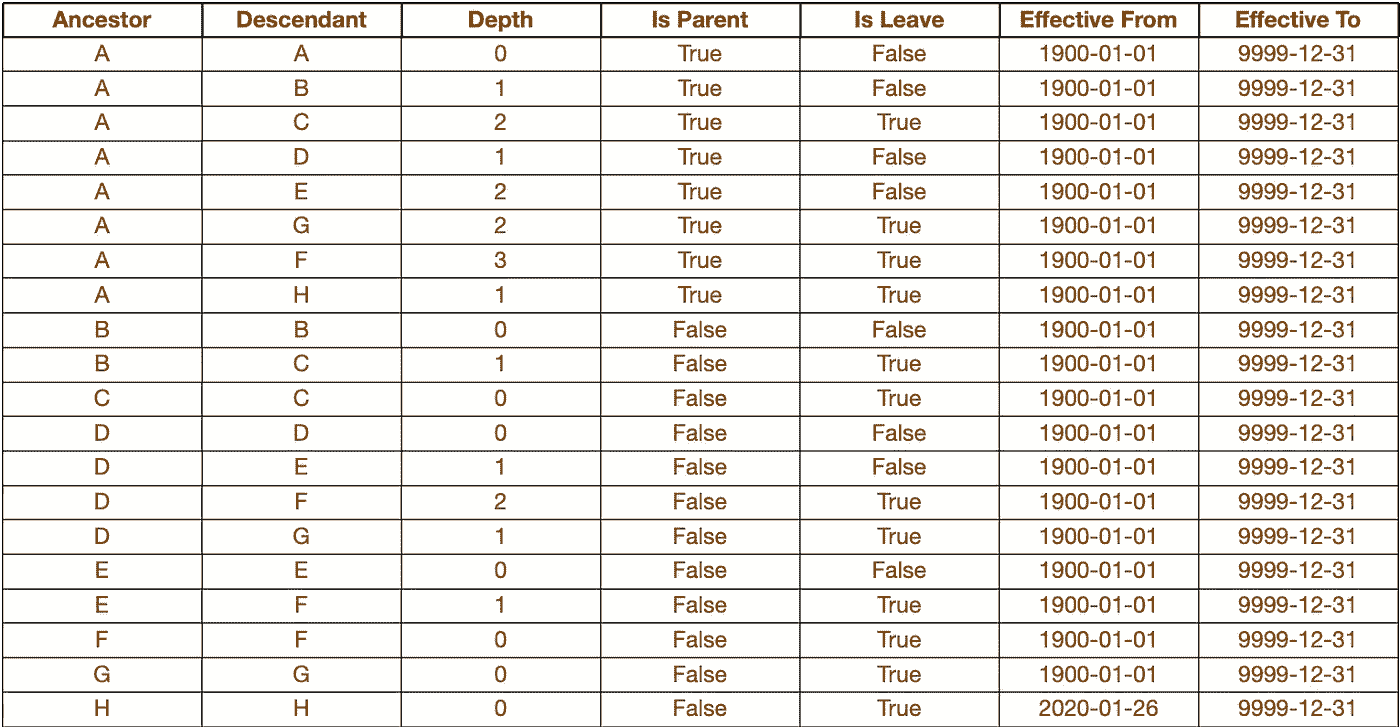 Ancestor Descendant Depth Is Parent Is Leave Effective From Effective To
A A 0 True False 1900-01-01 9999-12-31
A B 1 True False 1900-01-01 9999-12-31
A C 2 True True 1900-01-01 9999-12-31
A D 1 True False 1900-01-01 9999-12-31
A E 2 True False 1900-01-01 9999-12-31
A G 2 True True 1900-01-01 9999-12-31
A F 3 True True 1900-01-01 9999-12-31
A H 1 True True 1900-01-01 9999-12-31
B B 0 False False 1900-01-01 9999-12-31
B C 1 False True 1900-01-01 9999-12-31
C C 0 False True 1900-01-01 9999-12-31
D D 0 False False 1900-01-01 9999-12-31
D E 1 False False 1900-01-01 9999-12-31
D F 2 False True 1900-01-01 9999-12-31
D G 1 False True 1900-01-01 9999-12-31
E E 0 False False 1900-01-01 9999-12-31
E F 1 False True 1900-01-01 9999-12-31
F F 0 False True 1900-01-01 9999-12-31
G G 0 False True 1900-01-01 9999-12-31
H H 0 False True 2020-01-26 9999-12-31